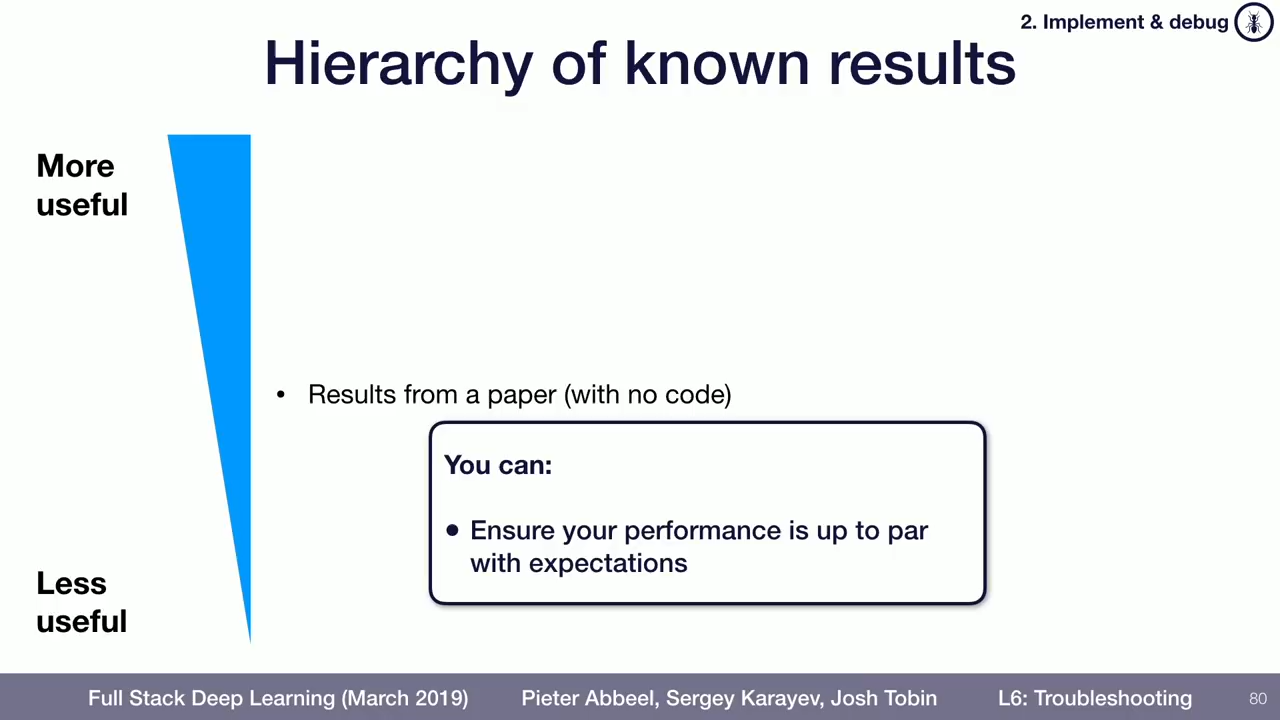 2. Implement & debug
Hierarchy of known results
More
useful
• Results from a paper (with no code)
You can:
• Ensure your performance is up to par
with expectations
Less
useful
Full Stack Deep Learning (March 2019) Pieter Abbeel, Sergey Karayev, Josh Tobin L6: Troubleshooting 80